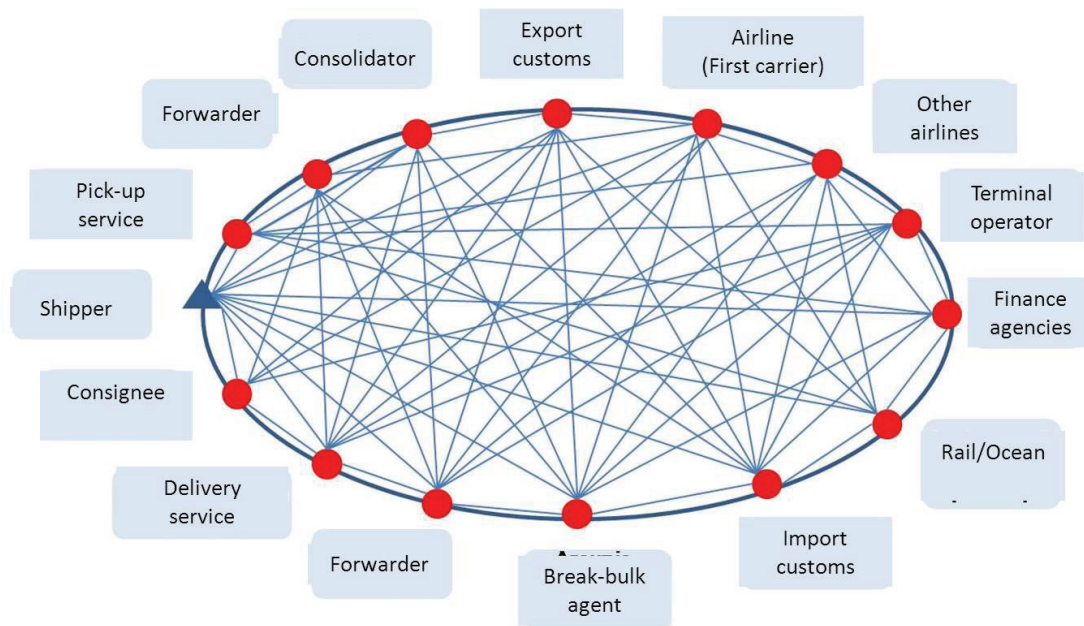 Export
customs
Airline
(First carrier)
Consolidator
Other
airlines
Forwarder
Pick-up
service
Terminal
operator
Shipper
Finance
agencies
Consignee
Rail/Ocean
Delivery
service
Import
customs
Forwarder
Break-bulk
agent